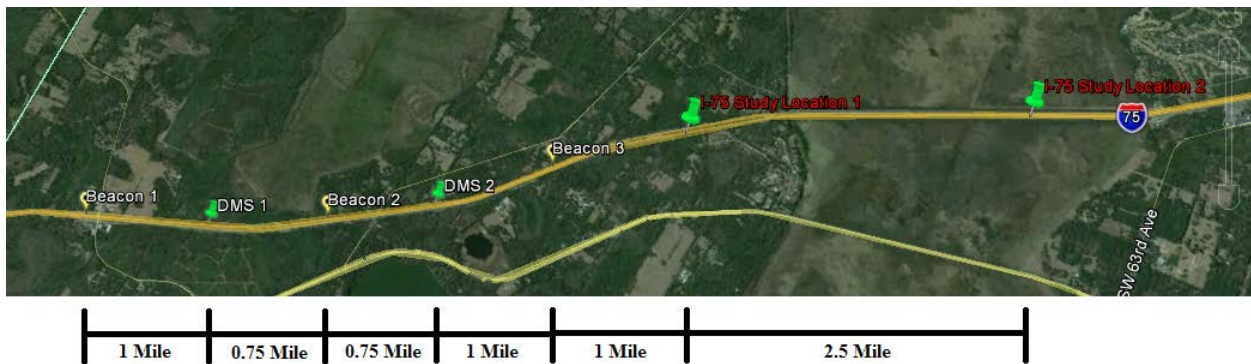 I-75 Study Location 2
I-75 Study Location 1
75
Beacon 3
Beacon 1
DMS 1
Beacon 2
DMS 2
SW 63rd Ave
1 Mile
0.75 Mile
0.75 Mile
1 Mile
1 Mile
2.5 Mile